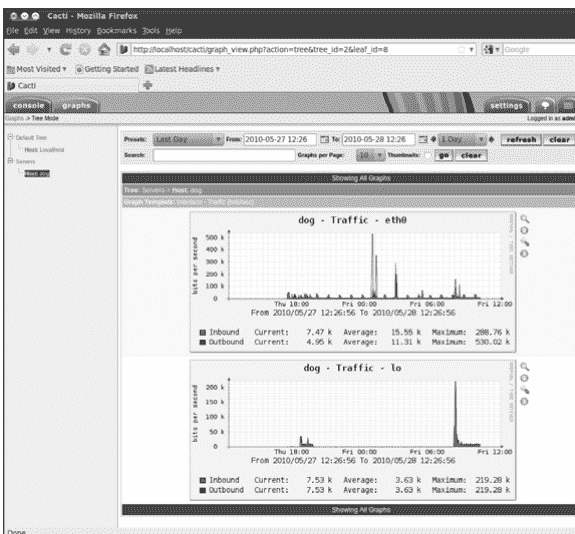 Cacti - Mozilla Firefox
File Edit View History Bookmarks Tools Help
http://localhost/cacti/graph_view.php?action=tree&tree_id=2&leaf_id=8
Google
Most Visited Getting Started Latest Headlines
Cacti
console graphs settings
Graphs -> Tree Mode Logged in as admi
Default Tree
Host: Localhost
Servers
Host: dog
Presets: Last Day From: 2010-05-27 12:26 To: 2010-05-28 12:26 1 Day refresh clear
Search: Graphs per Page: 10 Thumbnails: go clear
Showing All Graphs
Tree: Servers-> Host: dog
Graph Template: Interface - Traffic (bits/sec)
dog - Traffic - eth0
bits per second
500 k
400 k
300 k
200 k
100 k
0
Thu 18:00 Fri 00:00 Fri 06:00 Fri 12:00
From 2010/05/27 12:26:56 To 2010/05/28 12:26:56
Inbound Current: 7.47 k Average: 15.55 k Maximum: 288.76 k
Outbound Current: 4.95 k Average: 11.31 k Maximum: 530.02 k
dog - Traffic - lo
bits per second
200 k
150 k
100 k
50 k
0
Thu 18:00 Fri 00:00 Fri 06:00 Fri 12:00
From 2010/05/27 12:26:56 To 2010/05/28 12:26:56
Inbound Current: 7.53 k Average: 3.63 k Maximum: 219.28 k
Outbound Current: 7.53 k Average: 3.63 k Maximum: 219.28 k
Showing All Graphs
Done